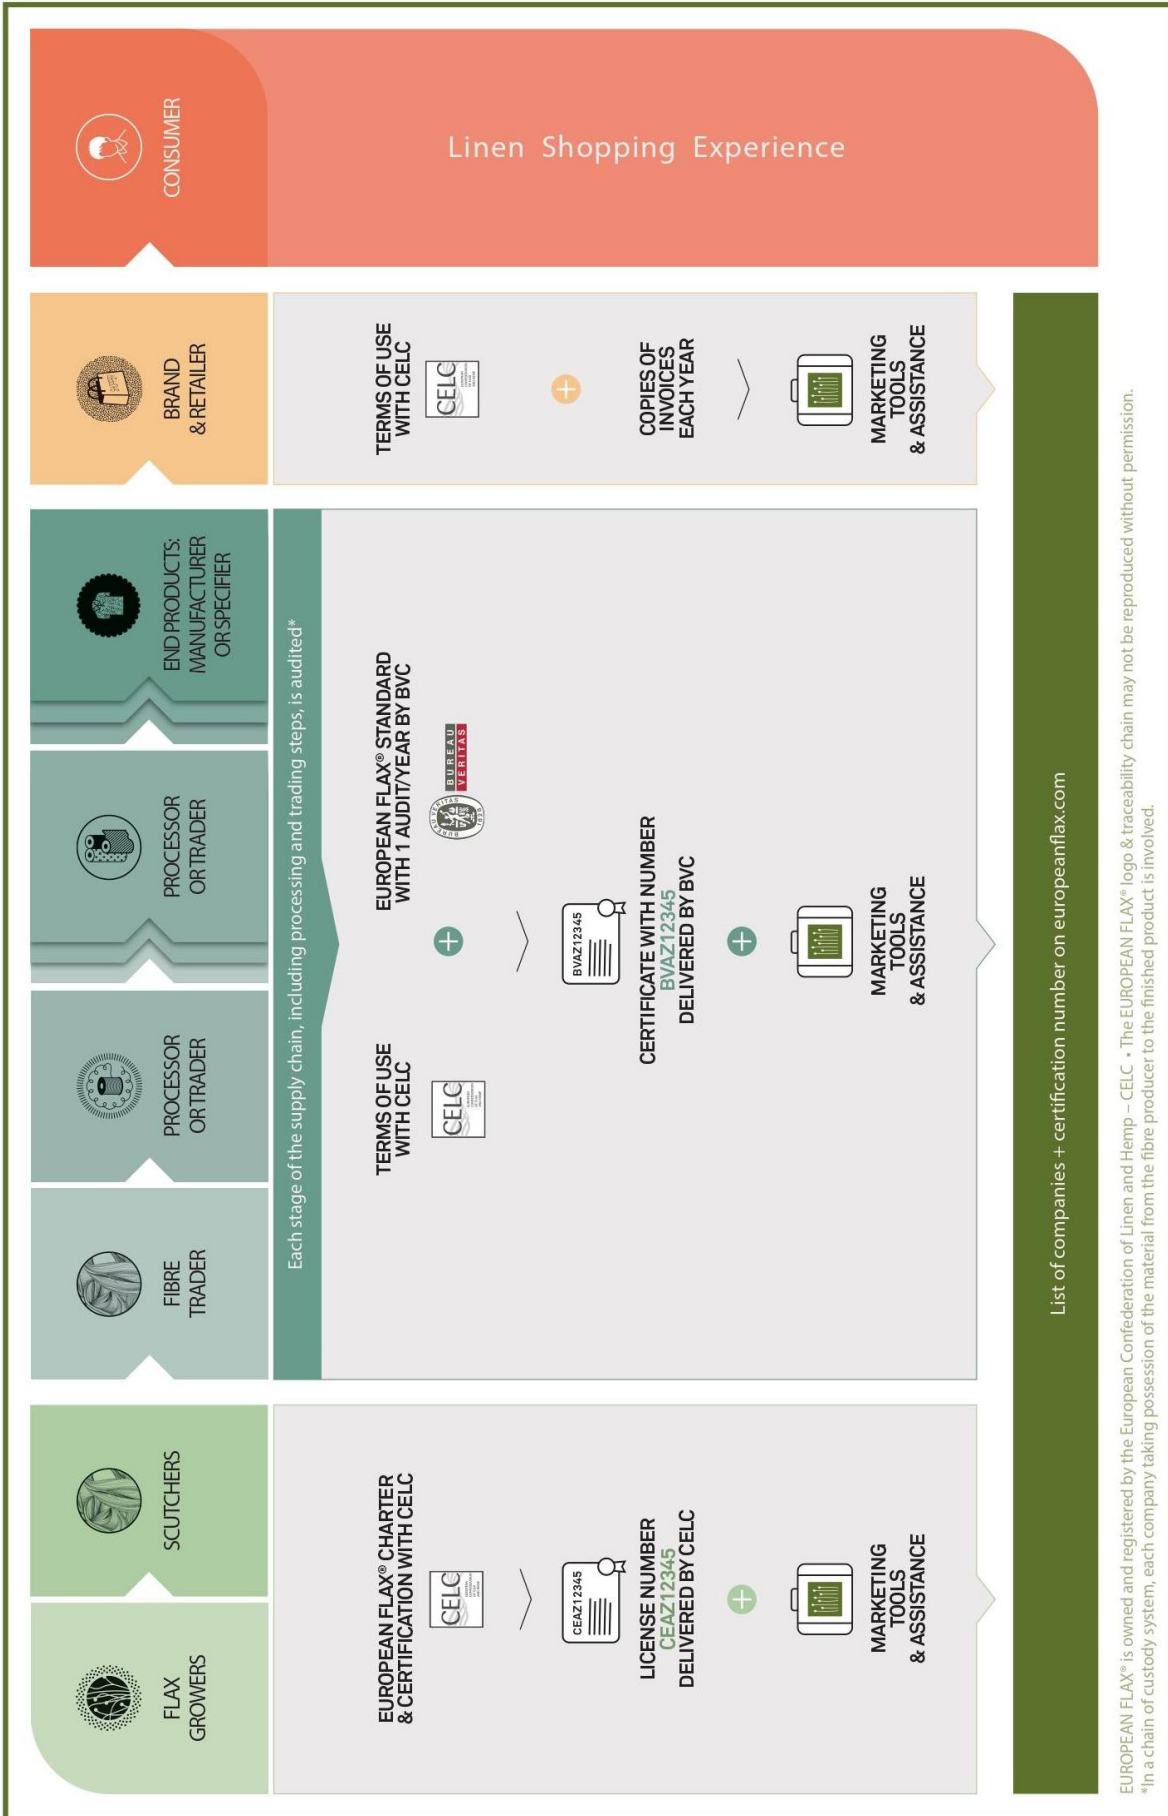 FLAX
GROWERS
SCUTCHERS
FIBRE
TRADER
PROCESSOR
OR TRADER
PROCESSOR
OR TRADER
END PRODUCTS:
MANUFACTURER
OR SPECIFIER
BRAND
& RETAILER
CONSUMER
EUROPEAN FLAX® CHARTER
& CERTIFICATION WITH CELC
CELC
CEAZ12345
LICENSE NUMBER
CEAZ12345
DELIVERED BY CELC
MARKETING
TOOLS
& ASSISTANCE
Each stage of the supply chain, including processing and trading steps, is audited*
TERMS OF USE
WITH CELC
CELC
EUROPEAN FLAX® STANDARD
WITH 1 AUDIT/YEAR BY BVC
BUREAU VERITAS
1828
BUREAU
VERITAS
BVAZ12345
CERTIFICATE WITH NUMBER
BVAZ12345
DELIVERED BY BVC
MARKETING
TOOLS
& ASSISTANCE
TERMS OF USE
WITH CELC
CELC
COPIES OF
INVOICES
EACH YEAR
MARKETING
TOOLS
& ASSISTANCE
Linen Shopping Experience
List of companies + certification number on europeanflax.com
EUROPEAN FLAX® is owned and registered by the European Confederation of Linen and Hemp – CELC • The EUROPEAN FLAX® logo & traceability chain may not be reproduced without permission.
*In a chain of custody system, each company taking possession of the material from the fibre producer to the finished product is involved.